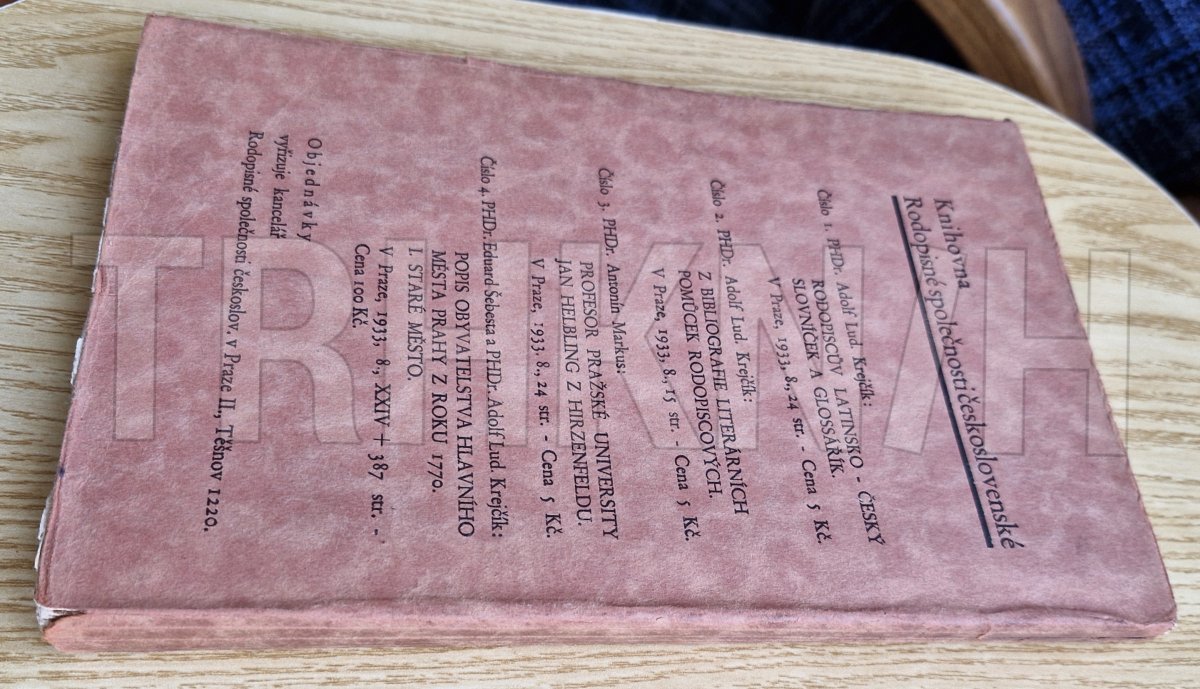 Knihovna
Rodopisné společnosti československé
Číslo 1. PHDr. Adolf Lud. Krejčík:
RODOPISCŮV LATINSKO - ČESKÝ
SLOVNÍČEK A GLOSSÁŘÍK.
V Praze, 1933, 8., 24 str. - Cena 5 Kč.
Číslo 2. PHDr. Adolf Lud. Krejčík:
Z BIBLIOGRAFIE LITERÁRNÍCH
POMŮCEK RODOPISCOVÝCH.
V Praze, 1933. 8., 15 str. - Cena 5 Kč.
Číslo 3. PHDr. Antonín Markus:
PROFESOR PRAŽSKÉ UNIVERSITY
JAN HELBLING Z HIRZENFELDU.
V Praze, 1933. 8., 24 str. - Cena 5 Kč.
Číslo 4. PHDr. Eduard Šebesta a PHDr. Adolf Lud. Krejčík:
POPIS OBYVATELSTVA HLAVNÍHO
MĚSTA PRAHY Z ROKU 1770.
I. STARÉ MĚSTO.
V Praze, 1933. 8., XXIV + 387 str. -
Cena 100 Kč.
Objednávky
vyřizuje kancelář
Rodopisné společnosti českoslov. v Praze II., Těšnov 1220.